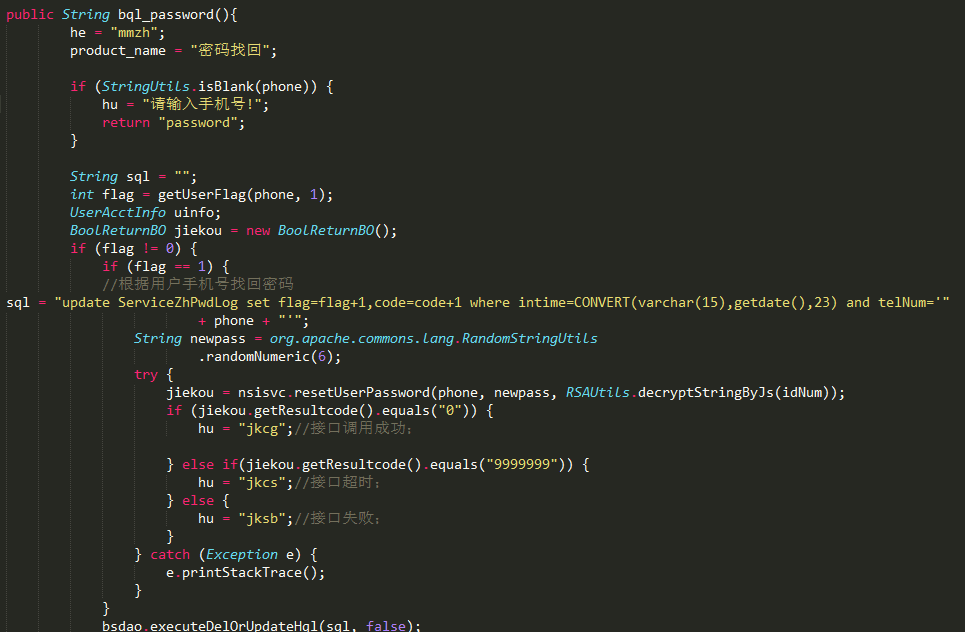 public String bql_password(){
he = "mmzh";
product_name = "密码找回";
if (StringUtils.isBlank(phone)) {
hu = "请输入手机号!";
return "password";
}
String sql = "";
int flag = getUserFlag(phone, 1);
UserAcctInfo uinfo;
BoolReturnBO jiekou = new BoolReturnBO();
if (flag != 0) {
if (flag == 1) {
//根据用户手机号找回密码
sql = "update ServiceZhPwdLog set flag=flag+1,code=code+1 where intime=CONVERT(varchar(15),getdate(),23) and telNum='"
+ phone + "'";
String newpass = org.apache.commons.lang.RandomStringUtils
.randomNumeric(6);
try {
jiekou = nsisvc.resetUserPassword(phone, newpass, RSAUtils.decryptStringByJs(idNum));
if (jiekou.getResultcode().equals("0")) {
hu = "jkcg";//接口调用成功;
} else if(jiekou.getResultcode().equals("9999999")) {
hu = "jkcs";//接口超时;
} else {
hu = "jksb";//接口失败;
}
} catch (Exception e) {
e.printStackTrace();
}
}
bsdao.executeDelOrUpdateHql(sql, false);